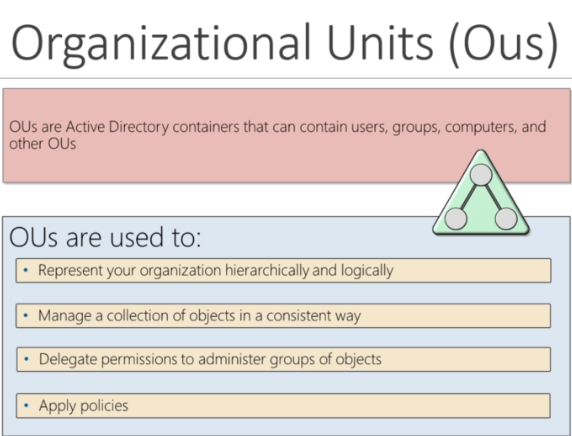 Organizational Units (Ous)
OUs are Active Directory containers that can contain users, groups, computers, and
other OUs
OUs are used to:
• Represent your organization hierarchically and logically
• Manage a collection of objects in a consistent way
• Delegate permissions to administer groups of objects
• Apply policies